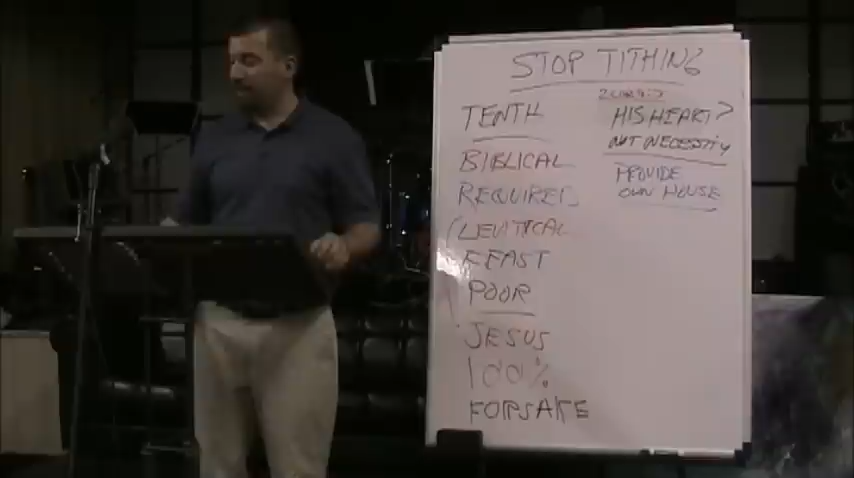 STOP TITHING
TENTH
BIBLICAL
REQUIRED
(LEVITICAL
FEAST
POOR
JESUS
100%
FORSAKE
HIS HEART
NOT NECESSITY
PROVIDE
OWN HOUSE